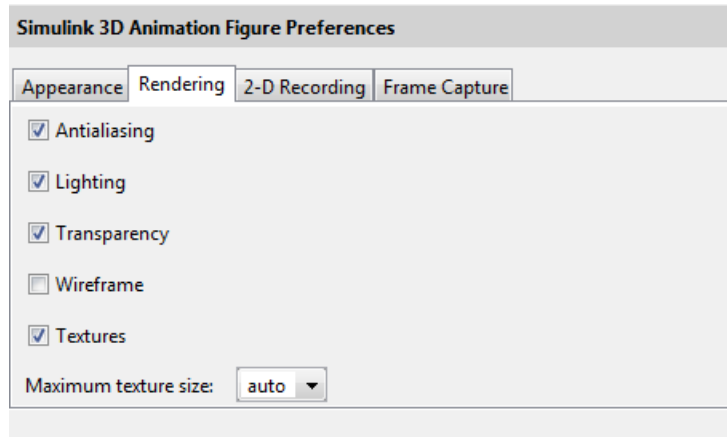 Simulink 3D Animation Figure Preferences
Appearance Rendering 2-D Recording Frame Capture
Antialiasing
Lighting
Transparency
Wireframe
Textures
Maximum texture size: auto